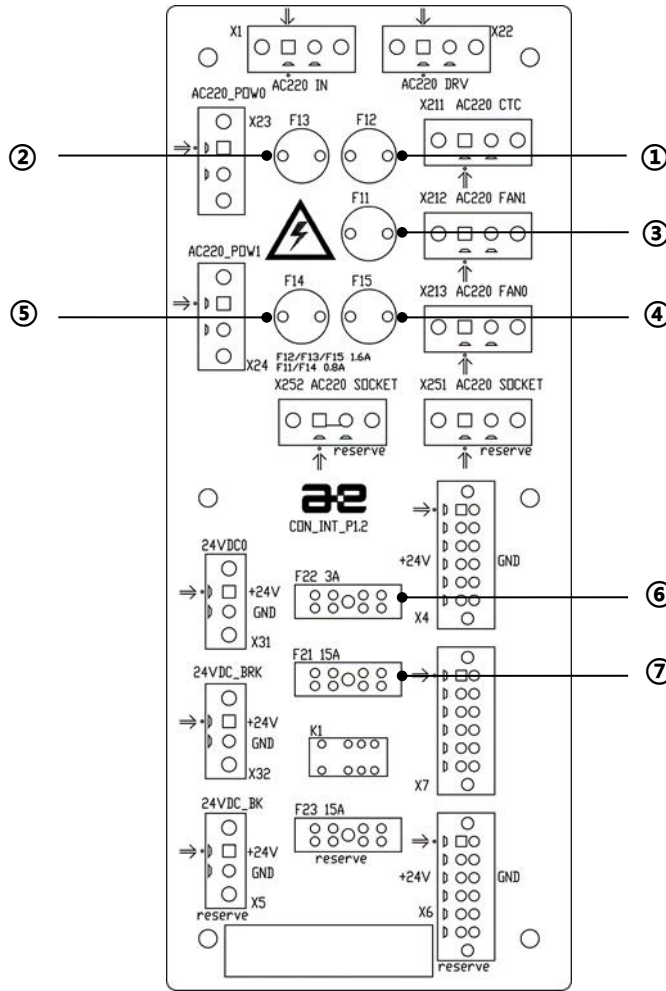 X1
X22
AC220 IN
AC220 DRV
AC220_POW0
X23
F13
F12
X211 AC220 CTC
②
①
F11
X212 AC220 FAN1
③
AC220_POW1
F14
F15
X213 AC220 FAN0
⑤
④
F12/F13/F15 1.6A
F11/F14 0.8A
X24
X252 AC220 SOCKET
X251 AC220 SOCKET
reserve
reserve
ae
CON_INT_P1.2
24VDC0
+24V
GND
X31
F22 3A
+24V
GND
X4
⑥
24VDC_BRK
+24V
GND
X32
F21 15A
⑦
K1
X7
24VDC_BK
+24V
GND
X5
reserve
F23 15A
reserve
+24V
GND
X6
reserve